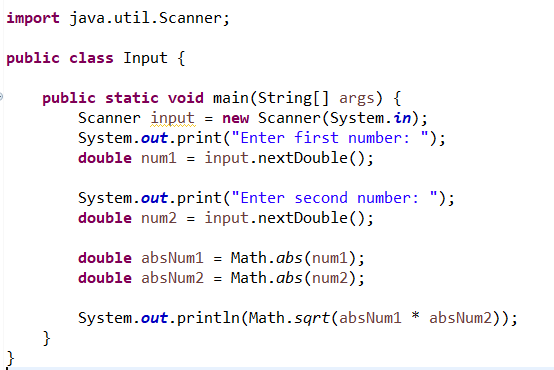 import java.util.Scanner;
public class Input {
public static void main(String[] args) {
Scanner input = new Scanner(System.in);
System.out.print("Enter first number: ");
double num1 = input.nextDouble();
System.out.print("Enter second number: ");
double num2 = input.nextDouble();
double absNum1 = Math.abs(num1);
double absNum2 = Math.abs(num2);
System.out.println(Math.sqrt(absNum1 * absNum2));
}
}